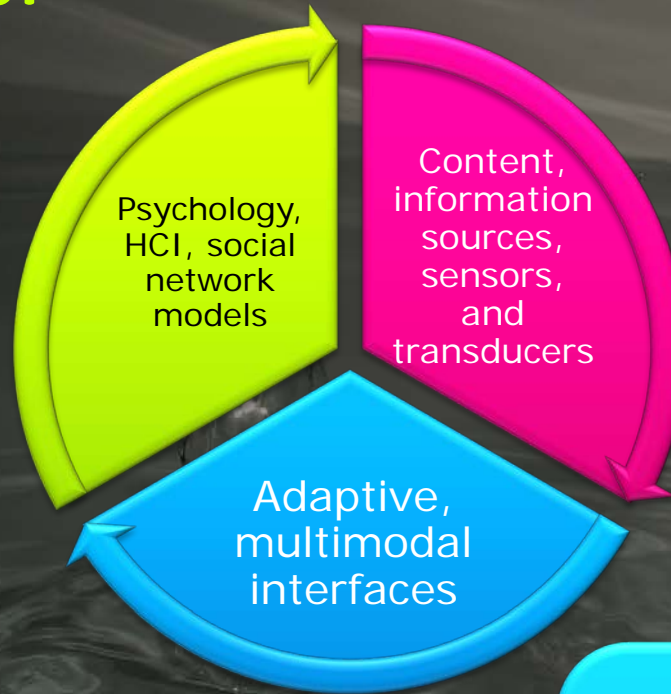 Psychology,
HCI, social
network
models
Content,
information
sources,
sensors,
and
transducers
Adaptive,
multimodal
interfaces